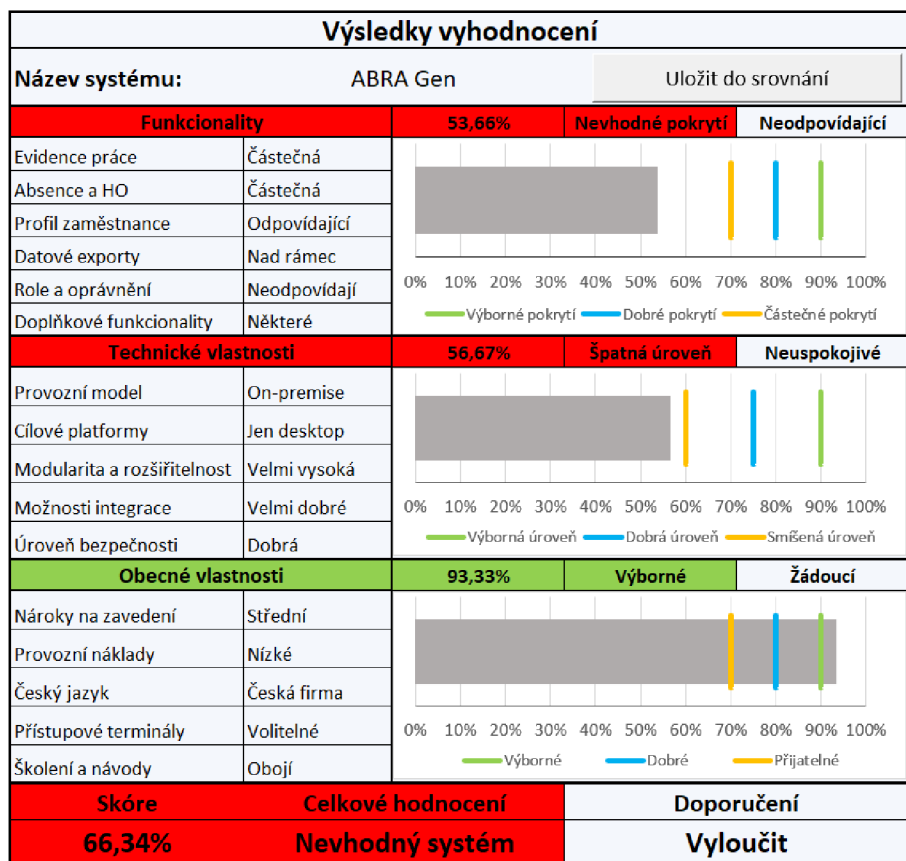 Výsledky vyhodnocení
Název systému: ABRA Gen Uložit do srovnání
Funkcionality 53,66% Nevhodné pokrytí Neodpovídající
Evidence práce Částečná
Absence a HO Částečná
Profil zaměstnance Odpovídající
Datové exporty Nad rámec
Role a oprávnění Neodpovídají
Doplňkové funkcionality Některé
0% 10% 20% 30% 40% 50% 60% 70% 80% 90% 100%
Výborné pokrytí Dobré pokrytí Částečné pokrytí
Technické vlastnosti 56,67% Špatná úroveň Neuspokojivé
Provozní model On-premise
Cílové platformy Jen desktop
Modularita a rozšiřitelnost Velmi vysoká
Možnosti integrace Velmi dobré
Úroveň bezpečnosti Dobrá
0% 10% 20% 30% 40% 50% 60% 70% 80% 90% 100%
Výborná úroveň Dobrá úroveň Smíšená úroveň
Obecné vlastnosti 93,33% Výborné Žádoucí
Nároky na zavedení Střední
Provozní náklady Nízké
Český jazyk Česká firma
Přístupové terminály Volitelné
Školení a návody Obojí
0% 10% 20% 30% 40% 50% 60% 70% 80% 90% 100%
Výborné Dobré Přijatelné
Skóre Celkové hodnocení Doporučení
66,34% Nevhodný systém Vyloučit